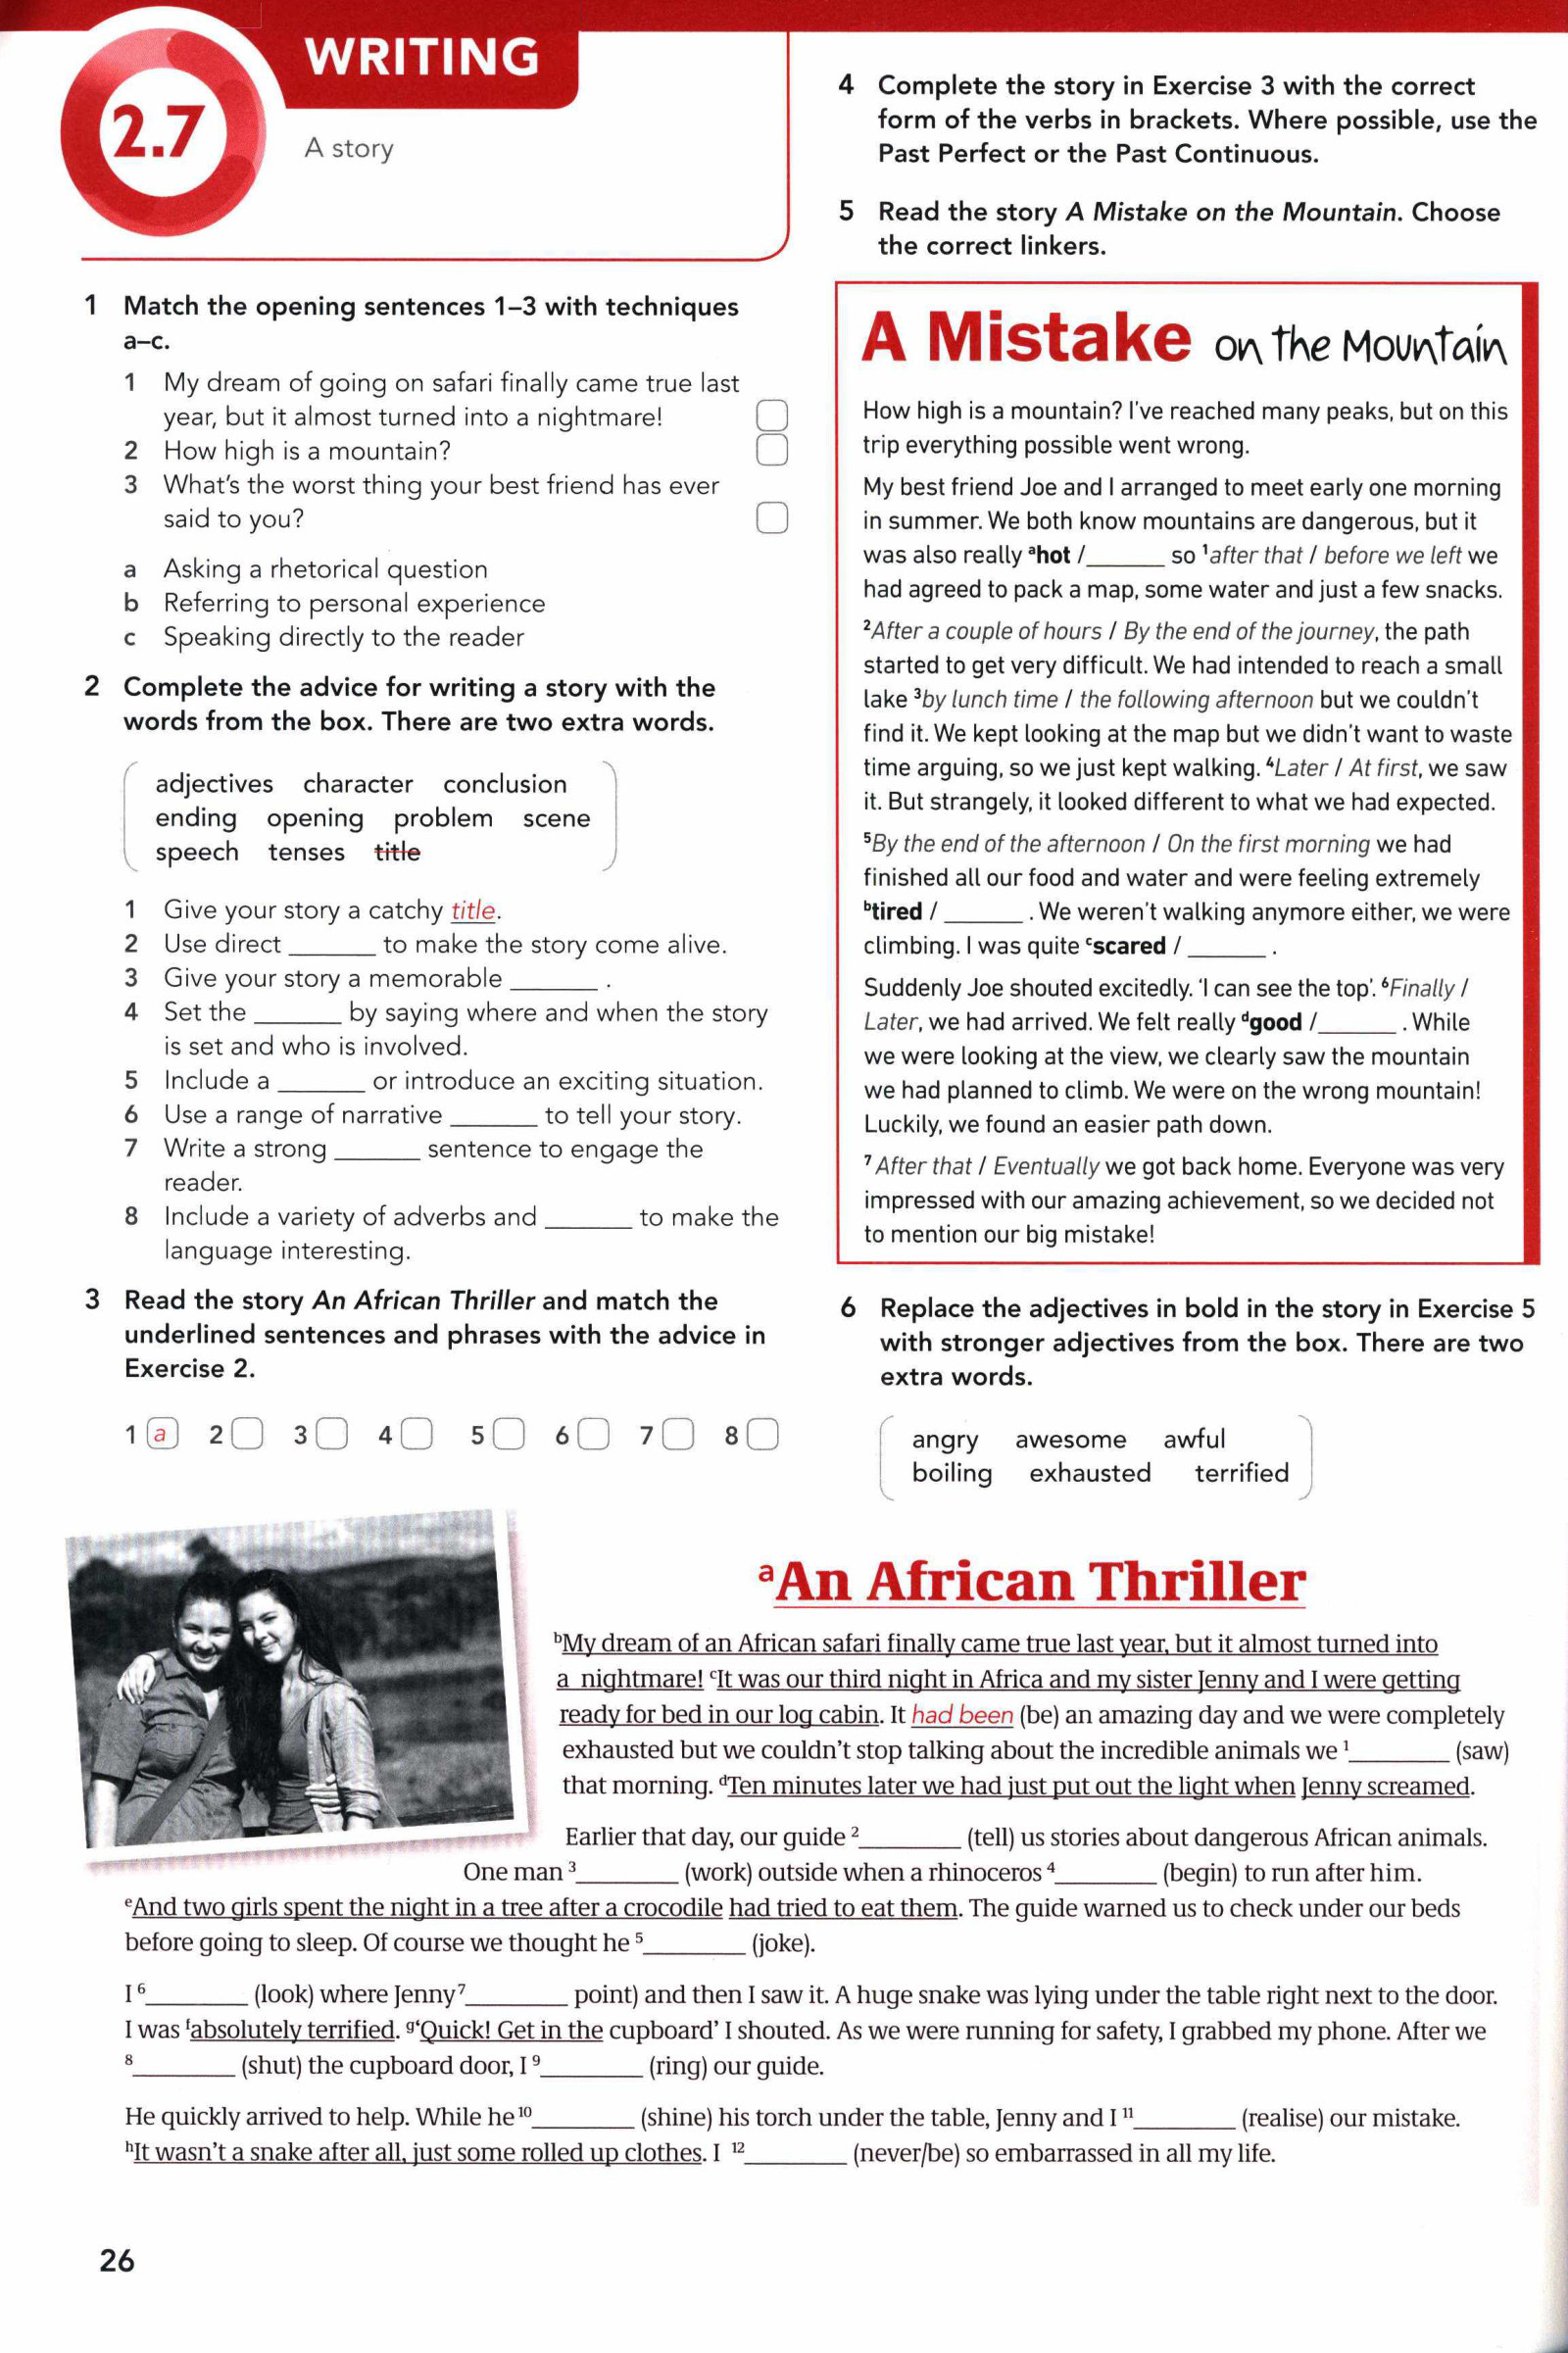 WRITING
2.7
A story
1 Match the opening sentences 1–3 with techniques
a–c.
1 My dream of going on safari finally came true last
year, but it almost turned into a nightmare!
2 How high is a mountain?
3 What's the worst thing your best friend has ever
said to you?
a Asking a rhetorical question
b Referring to personal experience
c Speaking directly to the reader
2 Complete the advice for writing a story with the
words from the box. There are two extra words.
adjectives character conclusion
ending opening problem scene
speech tenses title
1 Give your story a catchy title.
2 Use direct ______ to make the story come alive.
3 Give your story a memorable ______ .
4 Set the ______ by saying where and when the story
is set and who is involved.
5 Include a ______ or introduce an exciting situation.
6 Use a range of narrative ______ to tell your story.
7 Write a strong ______ sentence to engage the
reader.
8 Include a variety of adverbs and ______ to make the
language interesting.
3 Read the story An African Thriller and match the
underlined sentences and phrases with the advice in
Exercise 2.
1 a 2 3 4 5 6 7 8
4 Complete the story in Exercise 3 with the correct
form of the verbs in brackets. Where possible, use the
Past Perfect or the Past Continuous.
5 Read the story A Mistake on the Mountain. Choose
the correct linkers.
A Mistake on the Mountain
How high is a mountain? I've reached many peaks, but on this
trip everything possible went wrong.
My best friend Joe and I arranged to meet early one morning
in summer. We both know mountains are dangerous, but it
was also really ᵃhot /______ so ¹after that / before we left we
had agreed to pack a map, some water and just a few snacks.
²After a couple of hours / By the end of the journey, the path
started to get very difficult. We had intended to reach a small
lake ³by lunch time / the following afternoon but we couldn't
find it. We kept looking at the map but we didn't want to waste
time arguing, so we just kept walking. ⁴Later / At first, we saw
it. But strangely, it looked different to what we had expected.
⁵By the end of the afternoon / On the first morning we had
finished all our food and water and were feeling extremely
ᵇtired / ______ . We weren't walking anymore either, we were
climbing. I was quite ᶜscared / ______ .
Suddenly Joe shouted excitedly. 'I can see the top'. ⁶Finally /
Later, we had arrived. We felt really ᵈgood /______ . While
we were looking at the view, we clearly saw the mountain
we had planned to climb. We were on the wrong mountain!
Luckily, we found an easier path down.
⁷After that / Eventually we got back home. Everyone was very
impressed with our amazing achievement, so we decided not
to mention our big mistake!
6 Replace the adjectives in bold in the story in Exercise 5
with stronger adjectives from the box. There are two
extra words.
angry awesome awful
boiling exhausted terrified
ᵃAn African Thriller
ᵇMy dream of an African safari finally came true last year, but it almost turned into
a nightmare! ᶜIt was our third night in Africa and my sister Jenny and I were getting
ready for bed in our log cabin. It had been (be) an amazing day and we were completely
exhausted but we couldn't stop talking about the incredible animals we ¹________ (saw)
that morning. ᵈTen minutes later we had just put out the light when Jenny screamed.
Earlier that day, our guide ²________ (tell) us stories about dangerous African animals.
One man ³________ (work) outside when a rhinoceros ⁴________ (begin) to run after him.
ᵉAnd two girls spent the night in a tree after a crocodile had tried to eat them. The guide warned us to check under our beds
before going to sleep. Of course we thought he ⁵________ (joke).
I ⁶________ (look) where Jenny ⁷________ point) and then I saw it. A huge snake was lying under the table right next to the door.
I was ᶠabsolutely terrified. ᵍ'Quick! Get in the cupboard' I shouted. As we were running for safety, I grabbed my phone. After we
⁸________ (shut) the cupboard door, I ⁹________ (ring) our guide.
He quickly arrived to help. While he ¹⁰________ (shine) his torch under the table, Jenny and I ¹¹________ (realise) our mistake.
ʰIt wasn't a snake after all, just some rolled up clothes. I ¹²________ (never/be) so embarrassed in all my life.
26